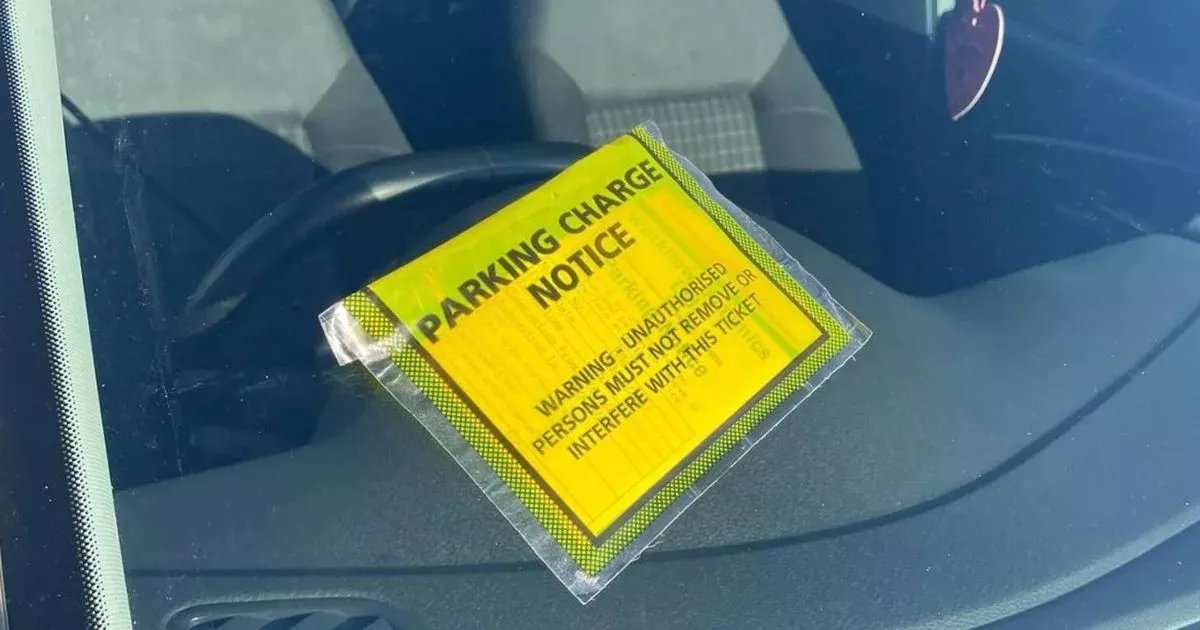 PARKING CHARGE
NOTICE
WARNING - UNAUTHORISED
PERSONS MUST NOT REMOVE OR
INTERFERE WITH THIS TICKET